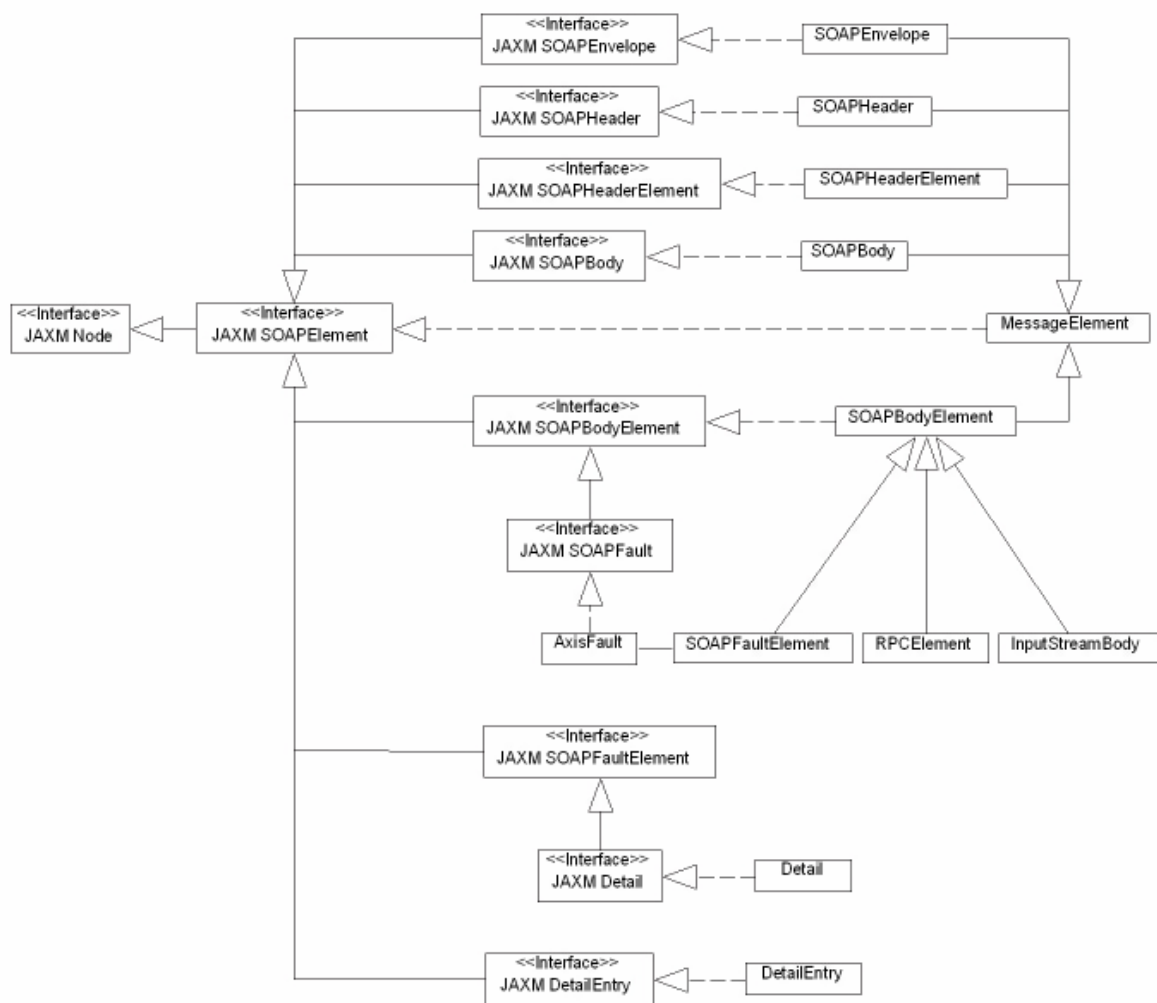 <<Interface>>
JAXM SOAPEnvelope
SOAPEnvelope
<<Interface>>
JAXM SOAPHeader
SOAPHeader
<<Interface>>
JAXM SOAPHeaderElement
SOAPHeaderElement
<<Interface>>
JAXM SOAPBody
SOAPBody
<<Interface>>
JAXM Node
<<Interface>>
JAXM SOAPElement
MessageElement
<<Interface>>
JAXM SOAPBodyElement
SOAPBodyElement
<<Interface>>
JAXM SOAPFault
AxisFault
SOAPFaultElement
RPCElement
InputStreamBody
<<Interface>>
JAXM SOAPFaultElement
<<Interface>>
JAXM Detail
Detail
<<Interface>>
JAXM DetailEntry
DetailEntry